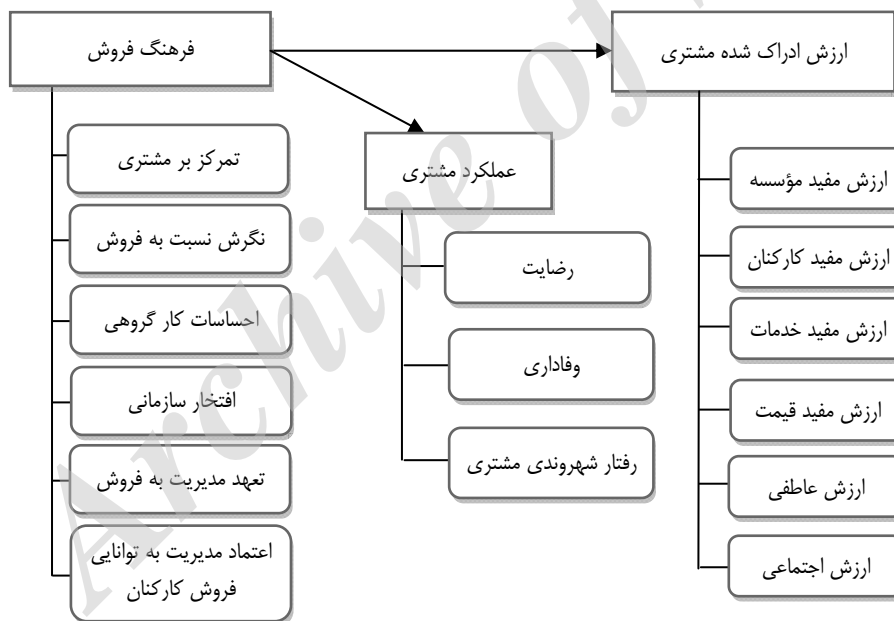 فرهنگ فروش
تمرکز بر مشتری
نگرش نسبت به فروش
احساسات کار گروهی
افتخار سازمانی
تعهد مدیریت به فروش
اعتماد مدیریت به توانایی
فروش کارکنان
عملکرد مشتری
رضایت
وفاداری
رفتار شهروندی مشتری
ارزش ادراک شده مشتری
ارزش مفید مؤسسه
ارزش مفید کارکنان
ارزش مفید خدمات
ارزش مفید قیمت
ارزش عاطفی
ارزش اجتماعی
Archive of